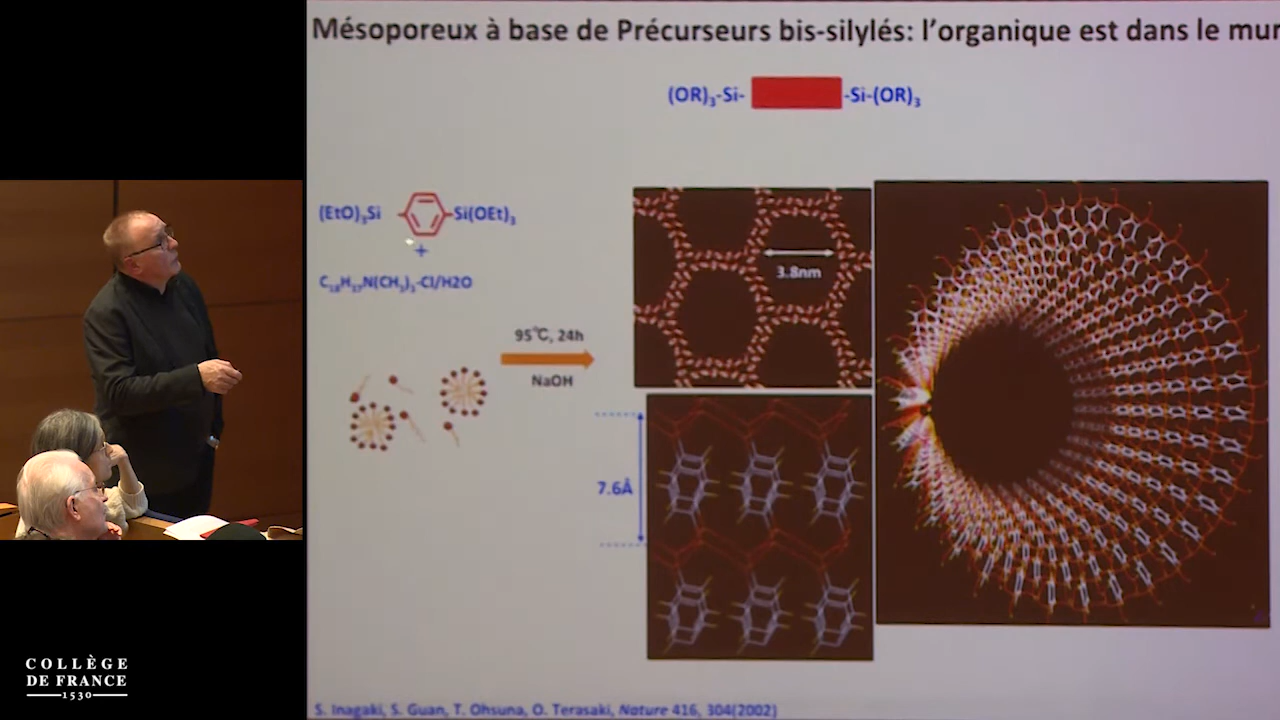 Mésoporeux à base de Précurseurs bis-silylés: l'organique est dans le mur
(OR)3-Si- -Si-(OR)3
(EtO)3Si -Si(OEt)3
+
C18H37N(CH3)3-Cl/H2O
95℃, 24h
NaOH
3.8nm
7.6Å
S. Inagaki, S. Guan, T. Ohsuna, O. Terasaki, Nature 416, 304(2002)
COLLÈGE
DE FRANCE
1530